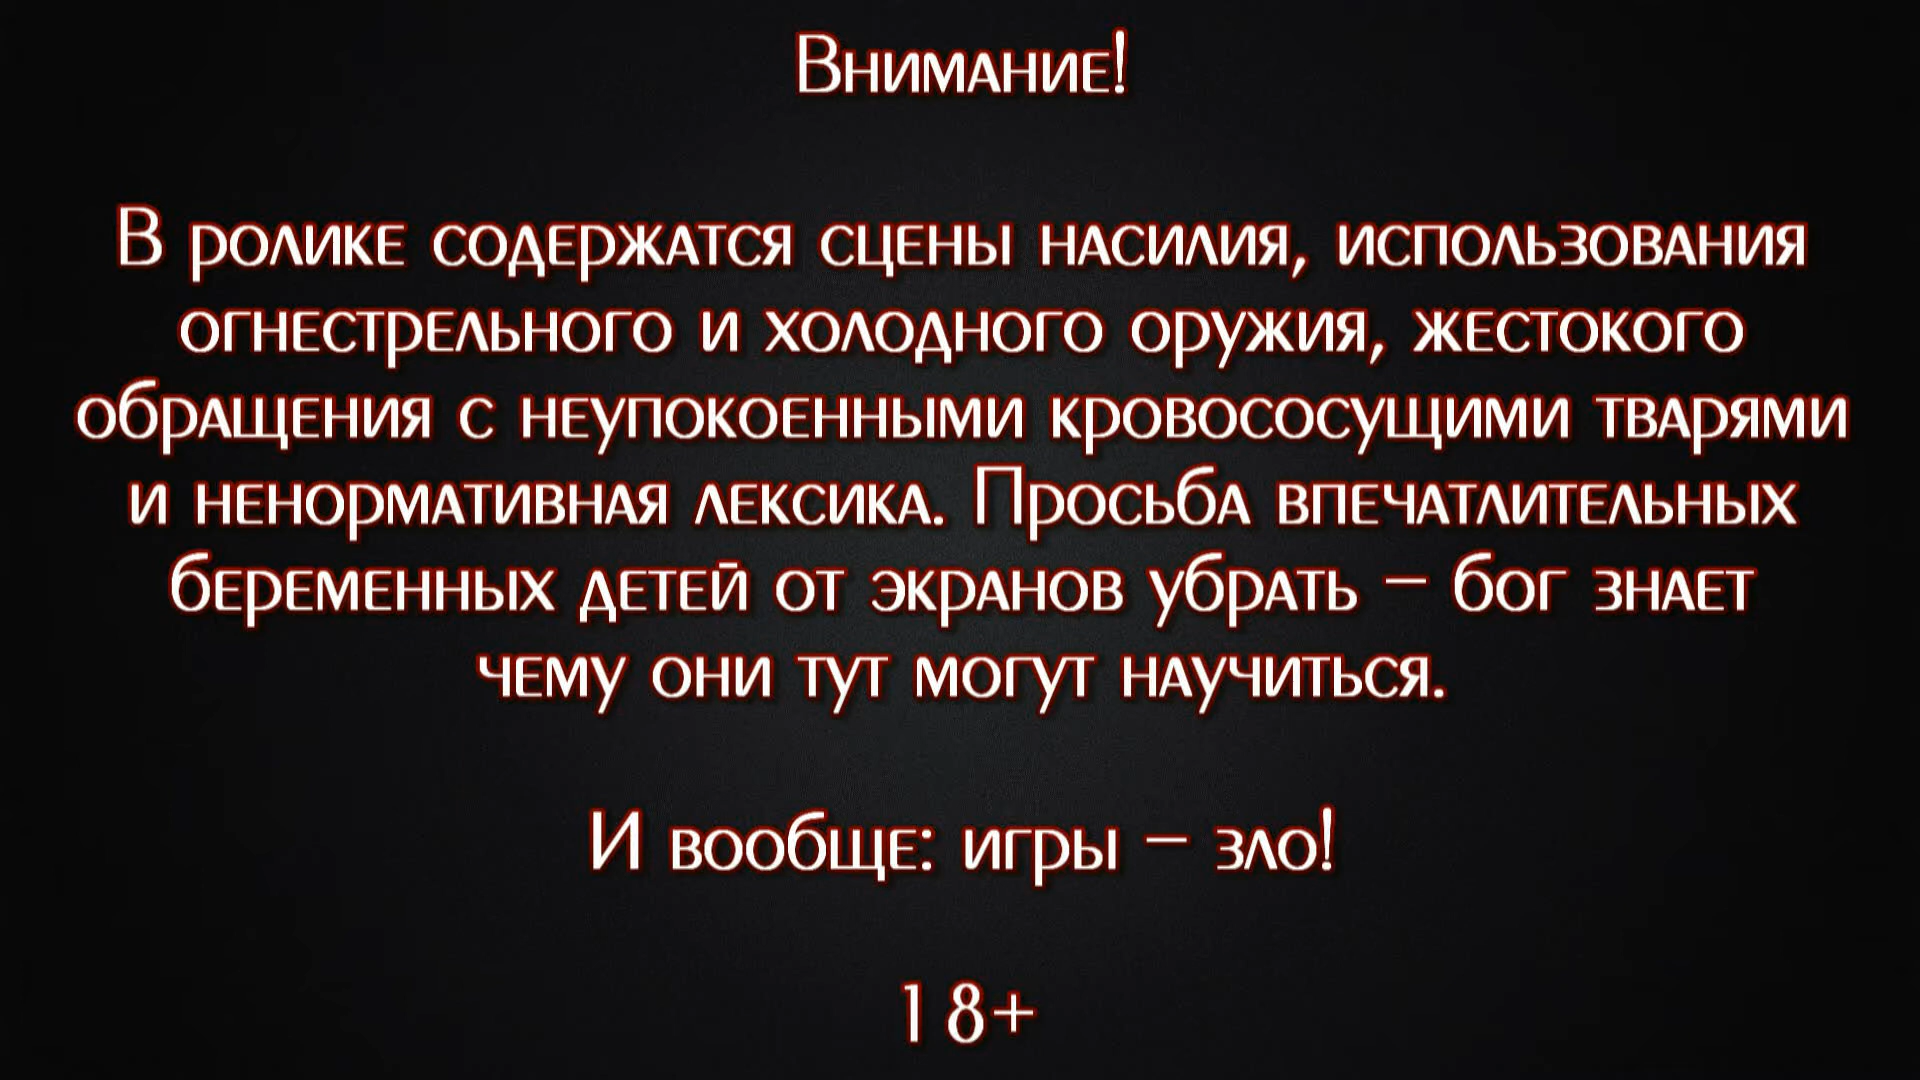 Внимание!
В ролике содержатся сцены насилия, использования
огнестрельного и холодного оружия, жестокого
обращения с неупокоенными кровососущими тварями
и ненормативная лексика. Просьба впечатлительных
беременных детей от экранов убрать – бог знает
чему они тут могут научиться.
И вообще: игры – зло!
18+